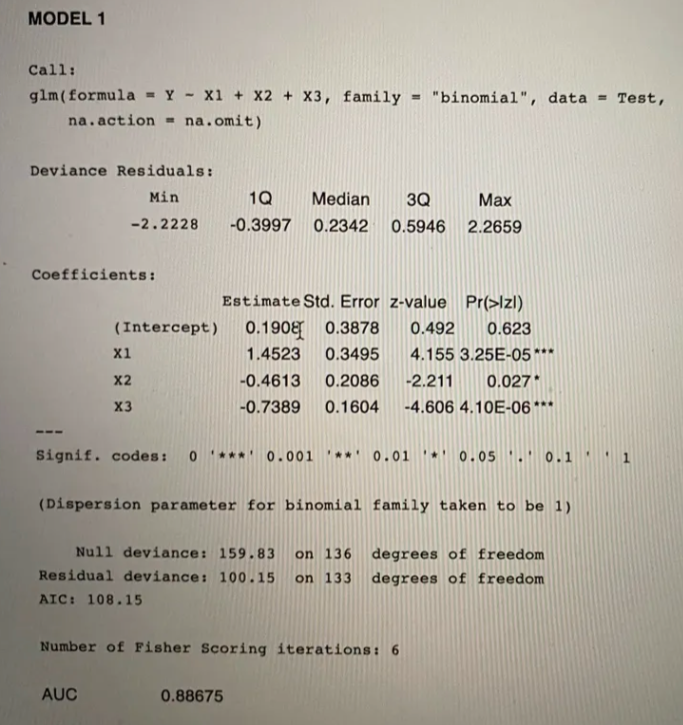 MODEL 1
Call:
glm(formula = Y ~ X1 + X2 + X3, family = "binomial", data = Test,
na.action = na.omit)
Deviance Residuals:
Min 1Q Median 3Q Max
-2.2228 -0.3997 0.2342 0.5946 2.2659
Coefficients:
Estimate Std. Error z-value Pr(>|z|)
(Intercept) 0.1908 0.3878 0.492 0.623
X1 1.4523 0.3495 4.155 3.25E-05 ***
X2 -0.4613 0.2086 -2.211 0.027 *
X3 -0.7389 0.1604 -4.606 4.10E-06 ***
---
Signif. codes: 0 '***' 0.001 '**' 0.01 '*' 0.05 '.' 0.1 ' ' 1
(Dispersion parameter for binomial family taken to be 1)
Null deviance: 159.83 on 136 degrees of freedom
Residual deviance: 100.15 on 133 degrees of freedom
AIC: 108.15
Number of Fisher Scoring iterations: 6
AUC 0.88675